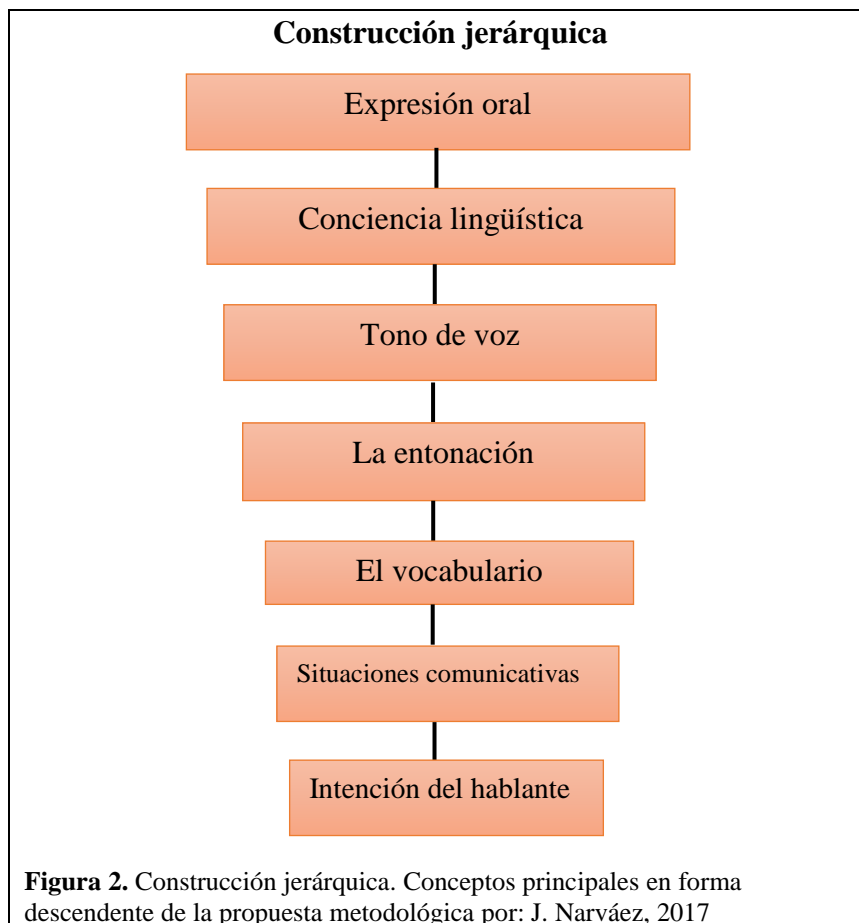 Construcción jerárquica
Expresión oral
Conciencia lingüística
Tono de voz
La entonación
El vocabulario
Situaciones comunicativas
Intención del hablante
Figura 2. Construcción jerárquica. Conceptos principales en forma
descendente de la propuesta metodológica por: J. Narváez, 2017